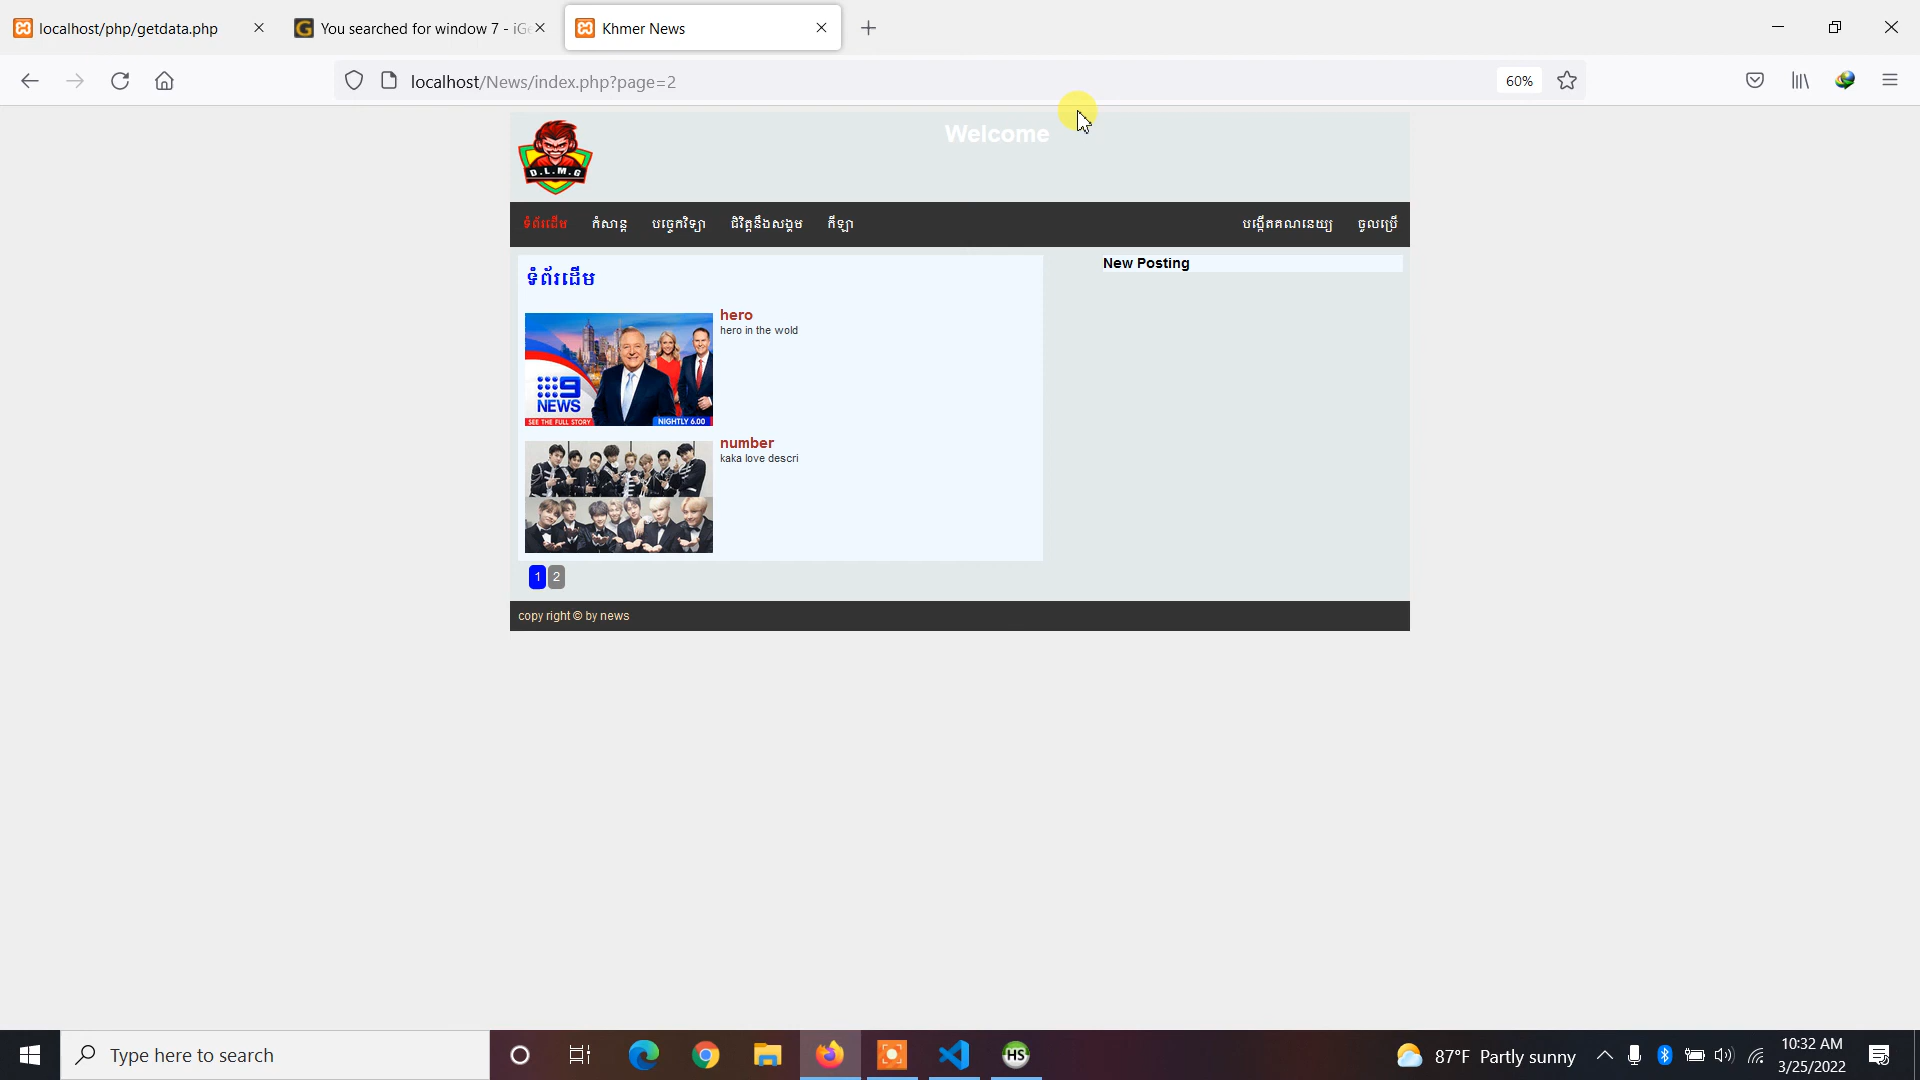 localhost/php/getdata.php
You searched for window 7 - iGe
Khmer News
localhost/News/index.php?page=2
60%
Welcome
D.L.M.G
ទំព័រដើម កំសាន្ត បច្ចេកវិទ្យា ជិវិត្តនឹងសង្គម កីឡា បង្កើតគណនេយ្យ ចូលប្រើ
ទំព័រដើម
New Posting
hero
hero in the wold
9
NEWS
SEE THE FULL STORY
NIGHTLY 6.00
number
kaka love descri
1 2
copy right © by news
Type here to search
HS
87°F Partly sunny
10:32 AM
3/25/2022